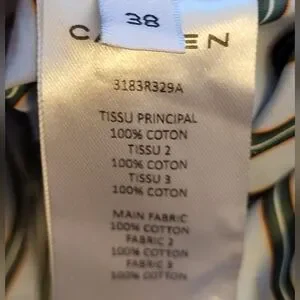 38
CA EN
3183R329A
TISSU PRINCIPAL
100% COTON
TISSU 2
100% COTON
TISSU 3
100% COTON
MAIN FABRIC
100% COTTON
FABRIC 2
100% COTTON
FABRIC 3
100% COTTON